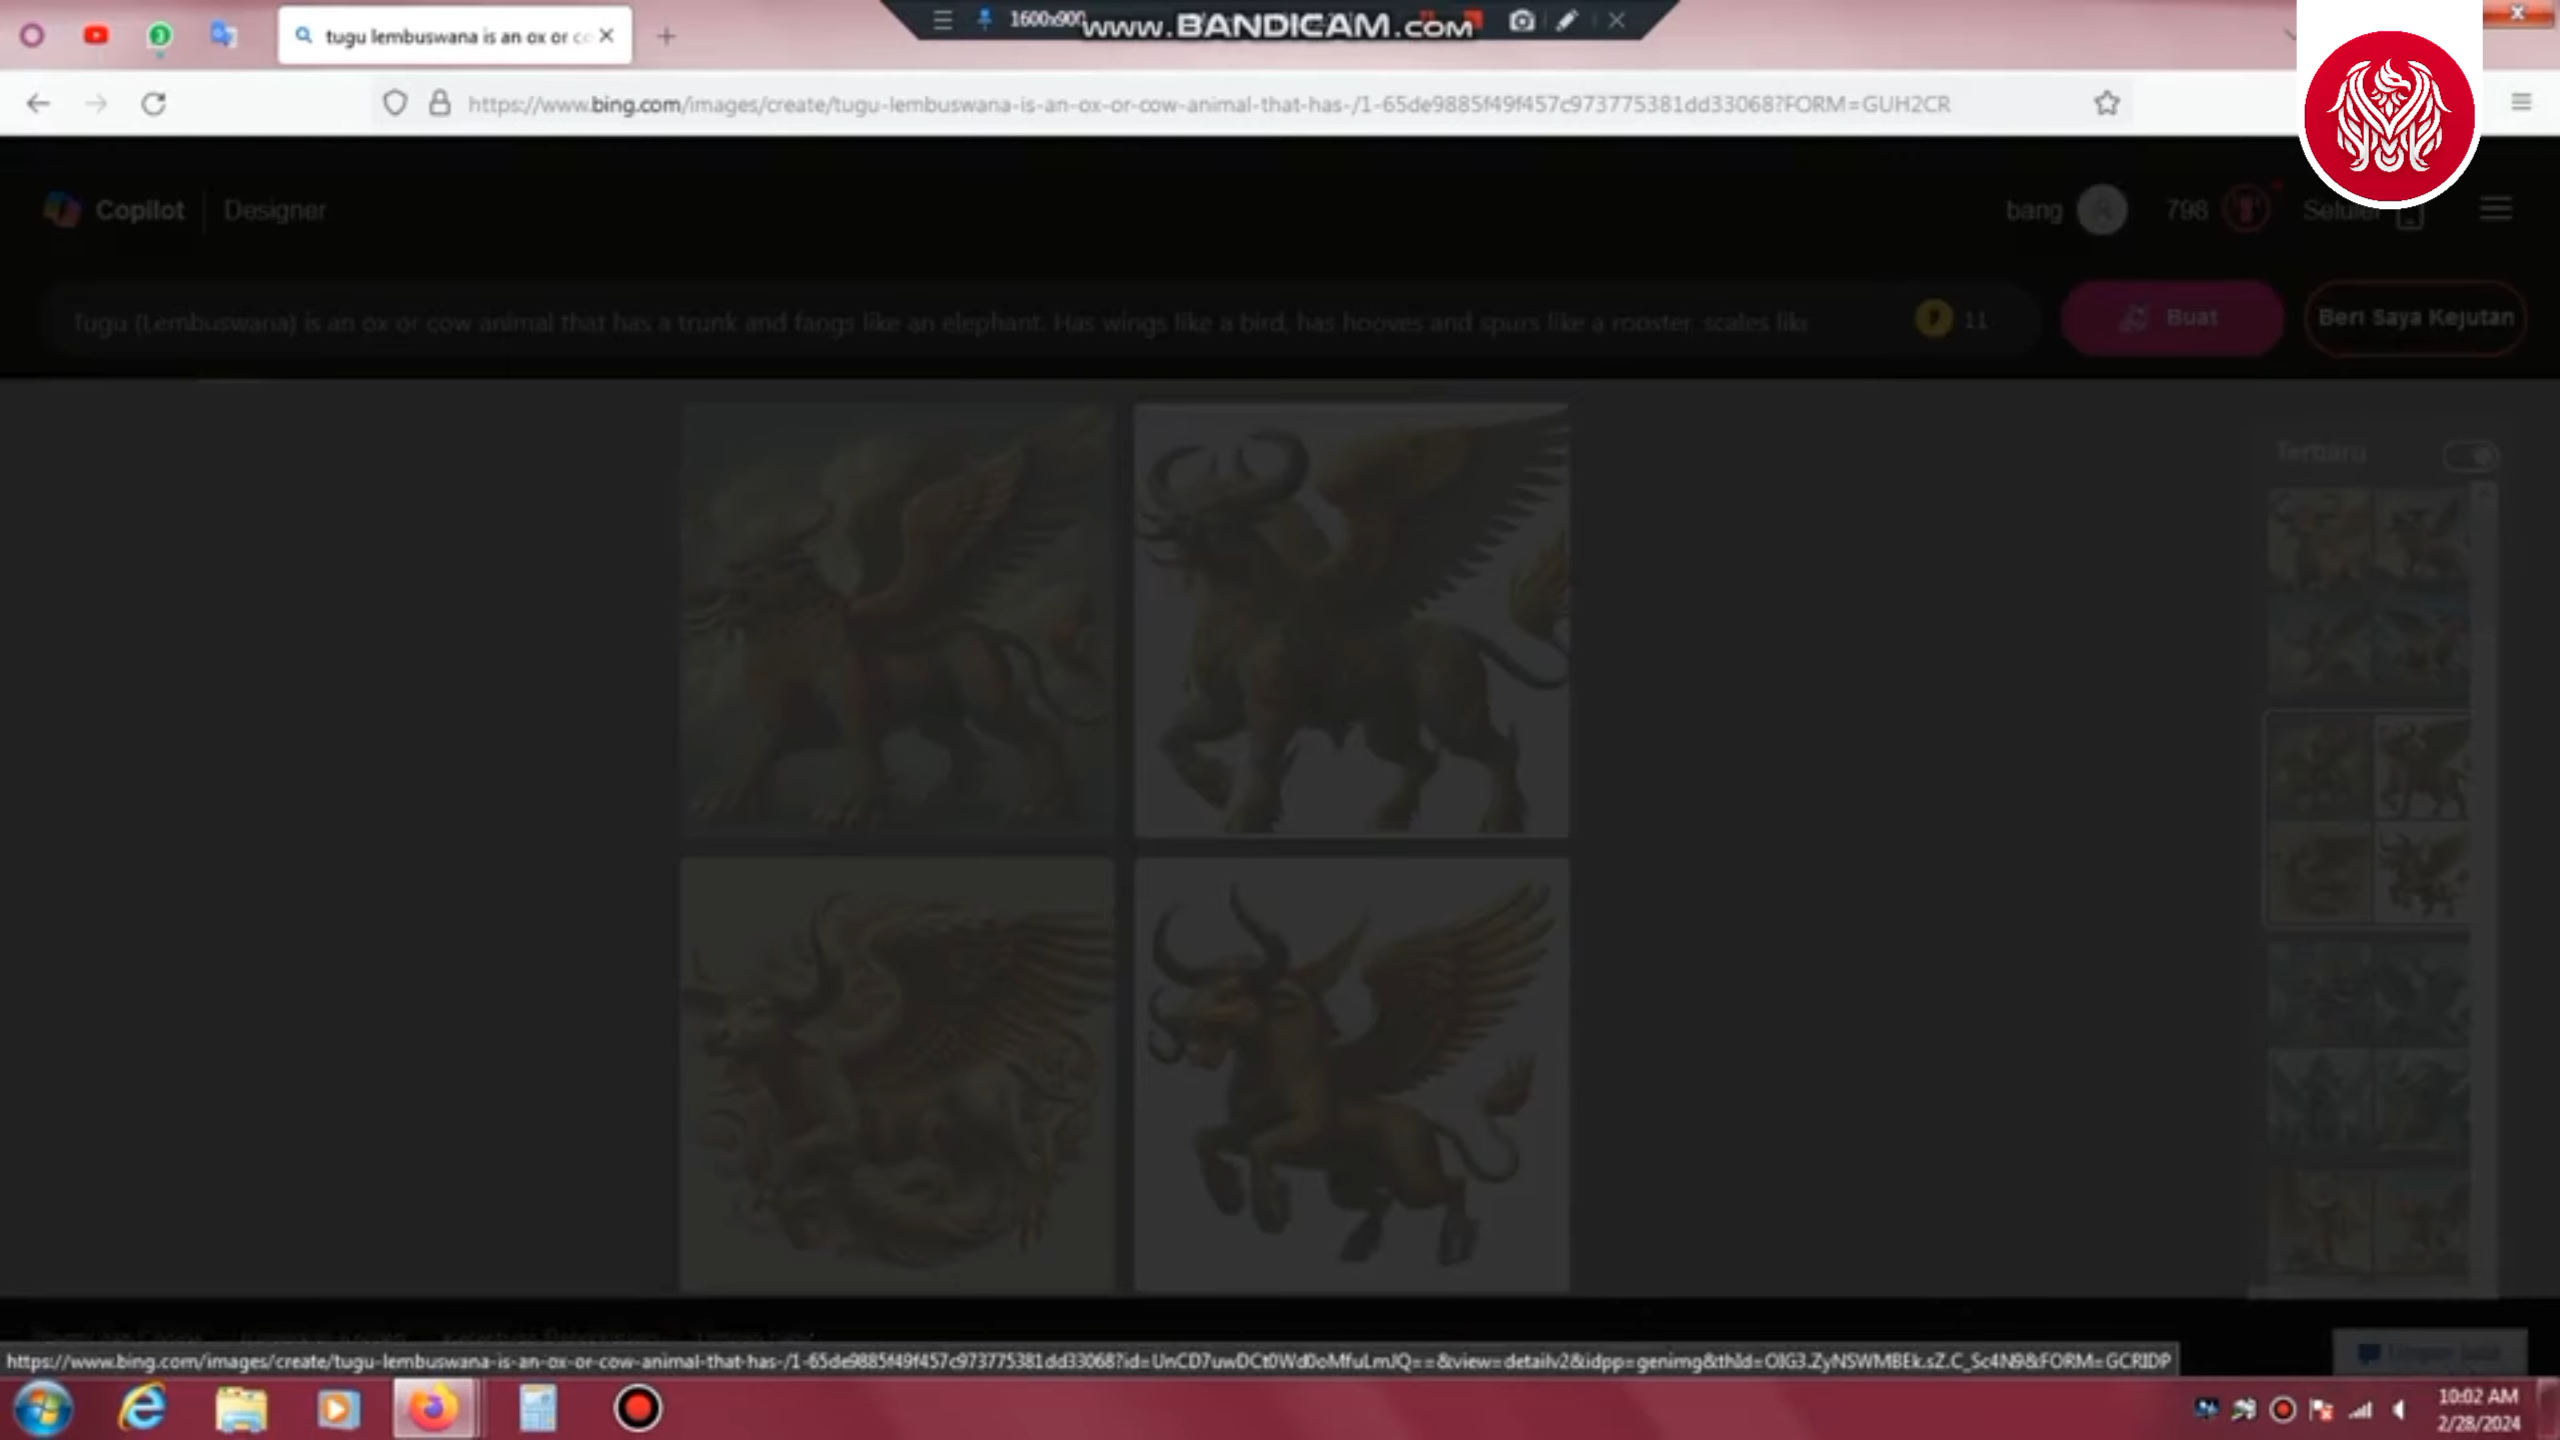 tugu lembuswana is an ox or co
1600x900
www.BANDICAM.com
https://www.bing.com/images/create/tugu-lembuswana-is-an-ox-or-cow-animal-that-has-/1-65de9885f49f457c973775381dd33068?FORM=GUH2CR
Copilot
Designer
bang
798
Seluler
Tugu (Lembuswana) is an ox or cow animal that has a trunk and fangs like an elephant. Has wings like a bird, has hooves and spurs like a rooster. scales like
11
Buat
Beri Saya Kejutan
Terbaru
https://www.bing.com/images/create/tugu-lembuswana-is-an-ox-or-cow-animal-that-has-/1-65de9885f49f457c973775381dd33068?id=UnCD7uwDCt0Wd0oMfuLmJQ==&view=detailv2&idpp=genimg&thId=OIG3.ZyNSWMBEk.sZ.C_Sc4N9&FORM=GCRIDP
10:02 AM
2/28/2024